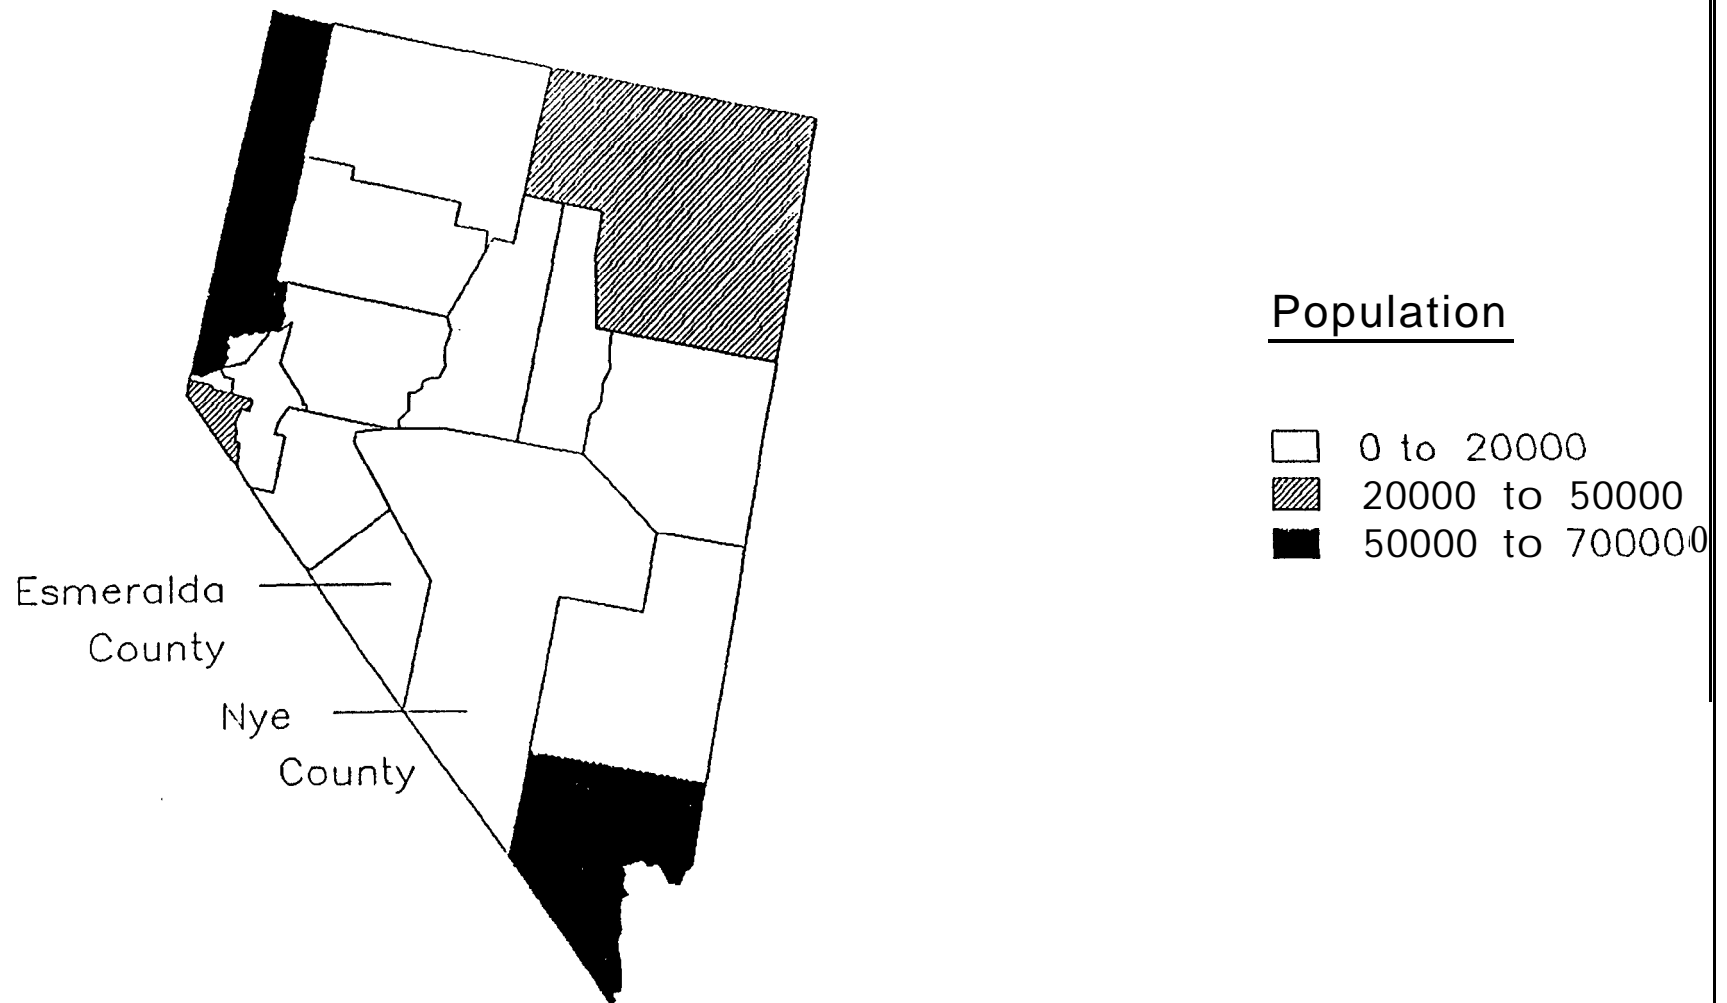 Population
0 to 20000
20000 to 50000
50000 to 700000
Esmeralda
County
Nye
County